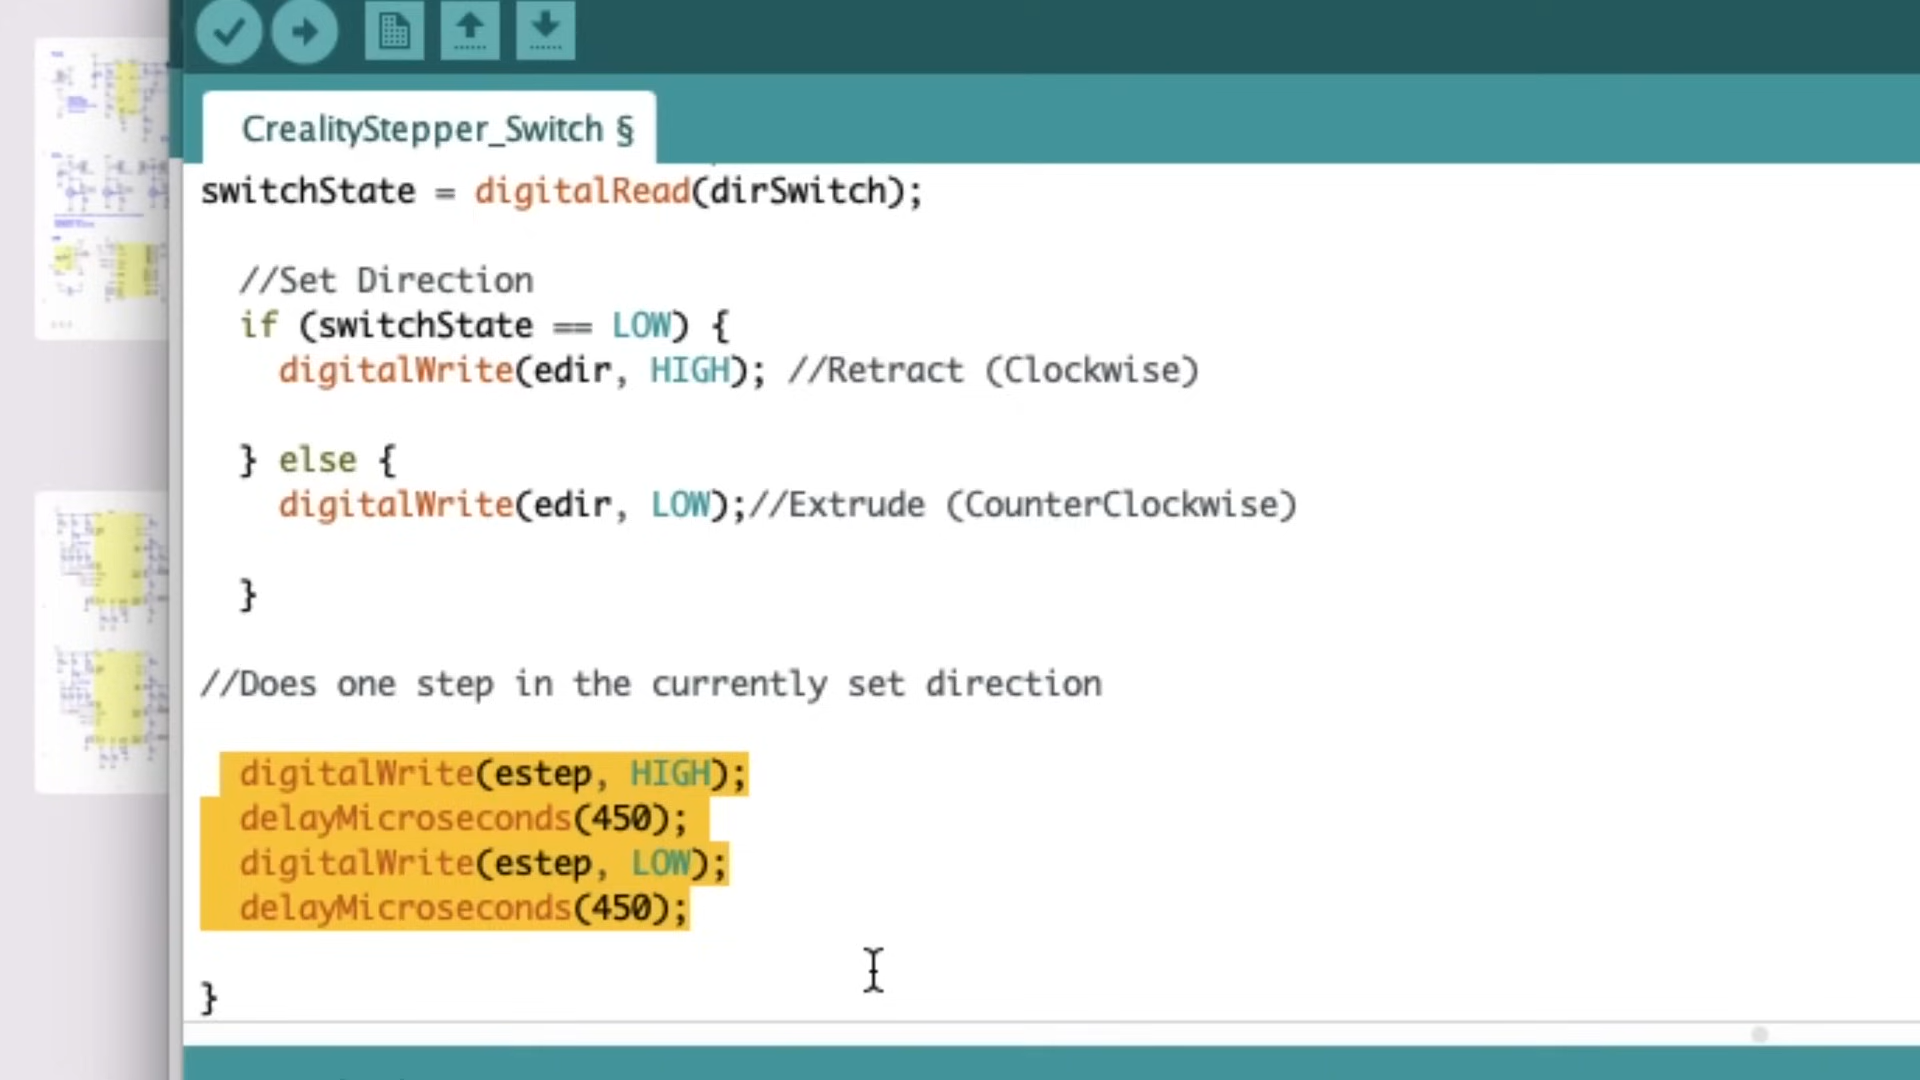 CrealityStepper_Switch §
switchState = digitalRead(dirSwitch);
//Set Direction
if (switchState == LOW) {
digitalWrite(edir, HIGH); //Retract (Clockwise)
} else {
digitalWrite(edir, LOW);//Extrude (CounterClockwise)
}
//Does one step in the currently set direction
digitalWrite(estep, HIGH);
delayMicroseconds(450);
digitalWrite(estep, LOW);
delayMicroseconds(450);
}